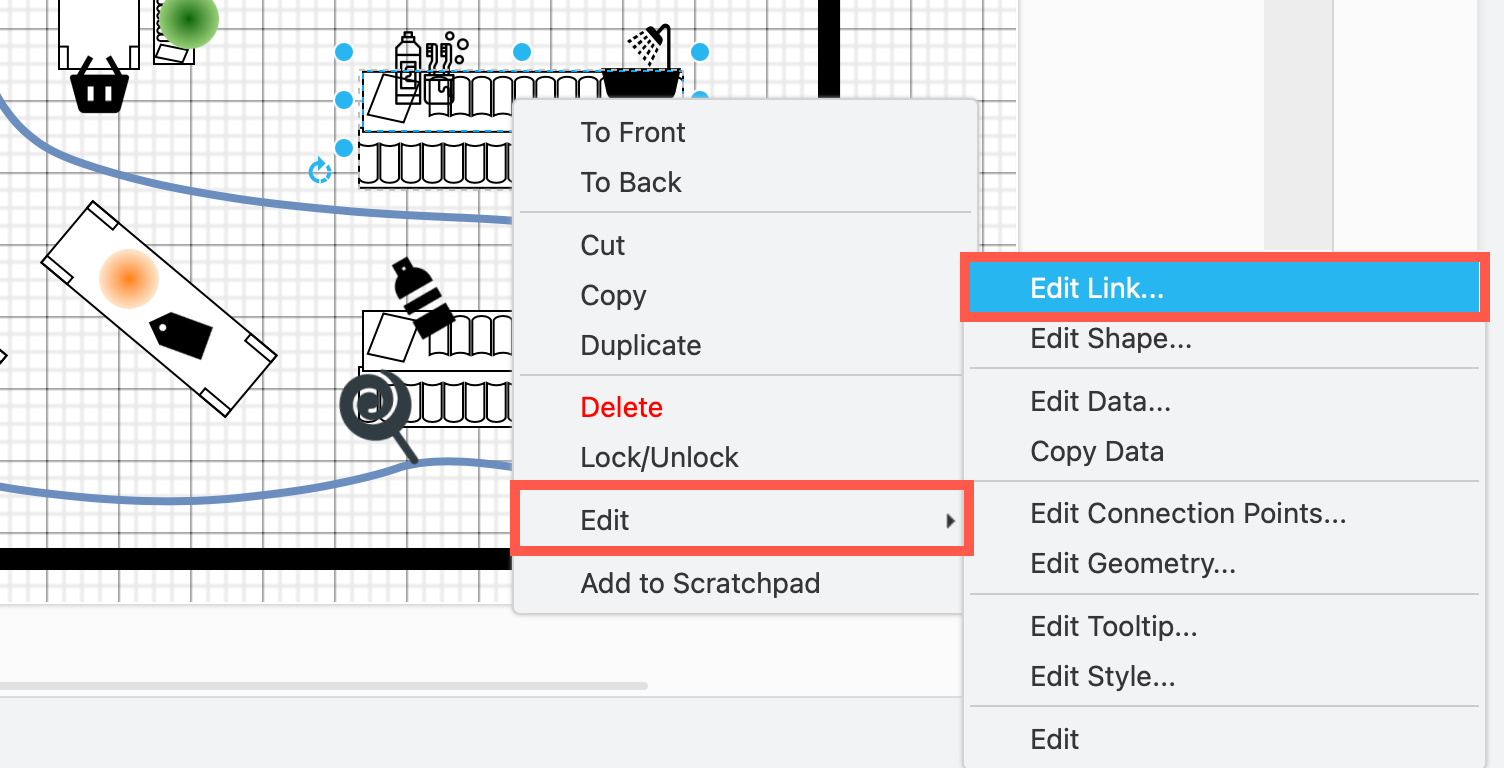 To Front
To Back
Cut
Copy
Duplicate
Delete
Lock/Unlock
Edit
Add to Scratchpad
Edit Link...
Edit Shape...
Edit Data...
Copy Data
Edit Connection Points...
Edit Geometry...
Edit Tooltip...
Edit Style...
Edit